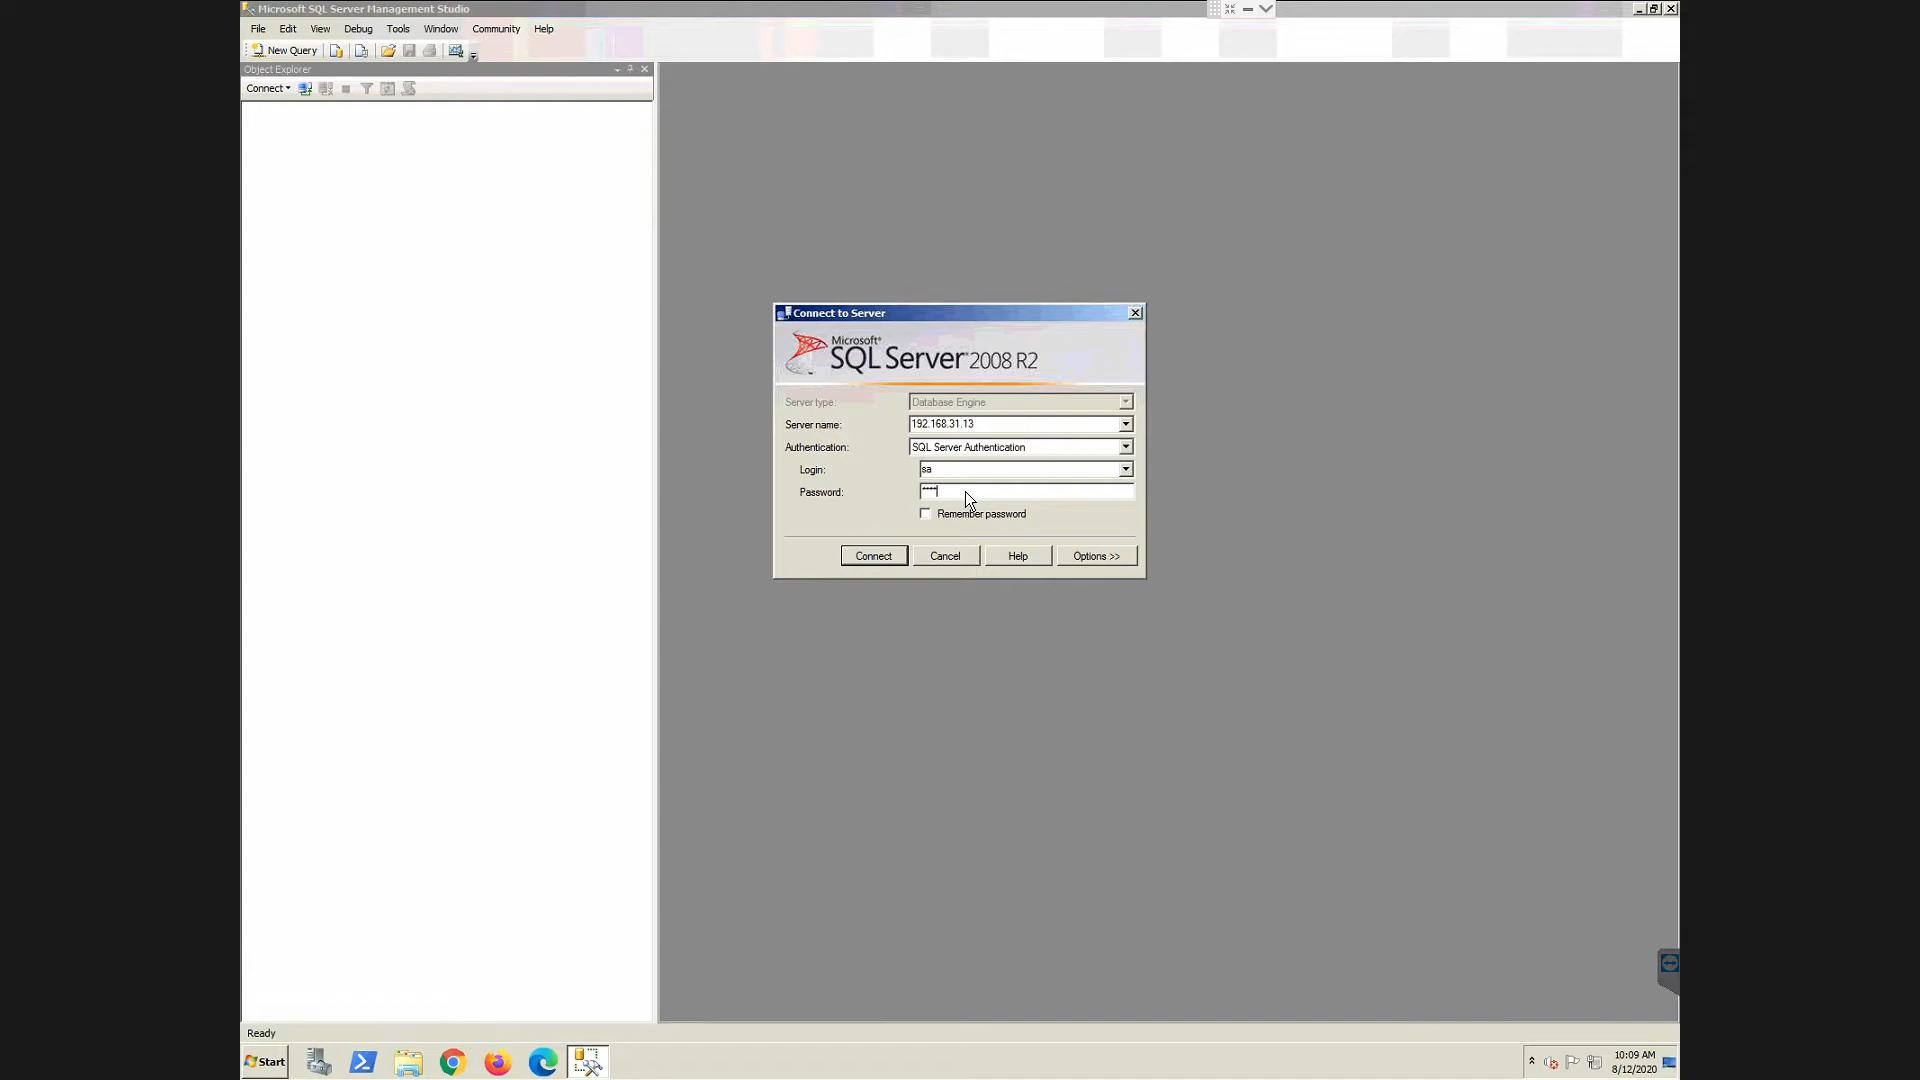 Microsoft SQL Server Management Studio
File Edit View Debug Tools Window Community Help
New Query
Object Explorer
Connect
Connect to Server
Microsoft®
SQL Server® 2008 R2
Server type: Database Engine
Server name: 192.168.31.13
Authentication: SQL Server Authentication
Login: sa
Password: ****
Remember password
Connect Cancel Help Options >>
Ready
Start
10:09 AM
8/12/2020